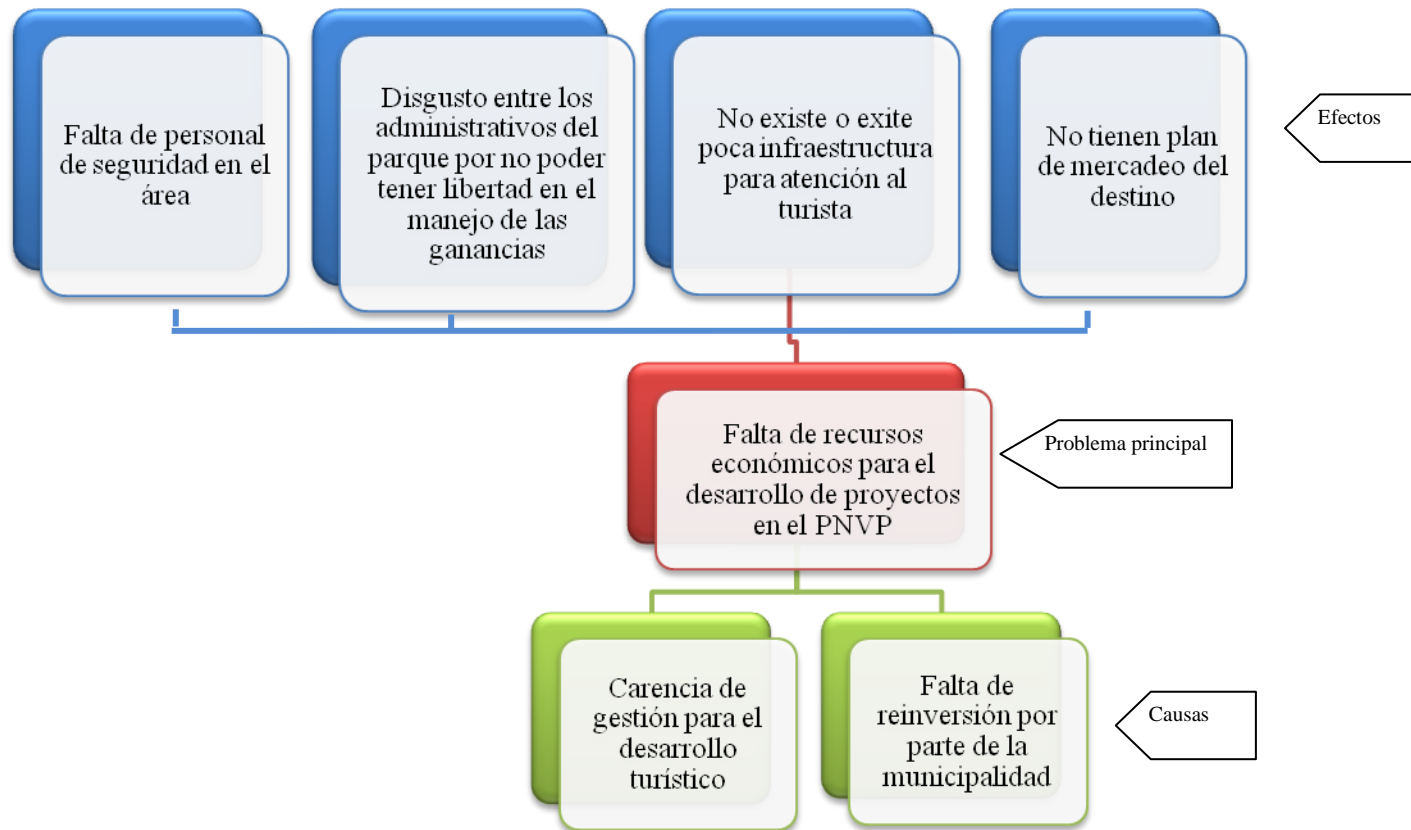 Falta de personal
de seguridad en el
área
Disgusto entre los
administrativos del
parque por no poder
tener libertad en el
manejo de las
ganancias
No existe o exite
poca infraestructura
para atención al
turista
No tienen plan
de mercadeo del
destino
Efectos
Falta de recursos
económicos para el
desarrollo de proyectos
en el PNVP
Problema principal
Carencia de
gestión para el
desarrollo
turístico
Falta de
reinversión por
parte de la
municipalidad
Causas